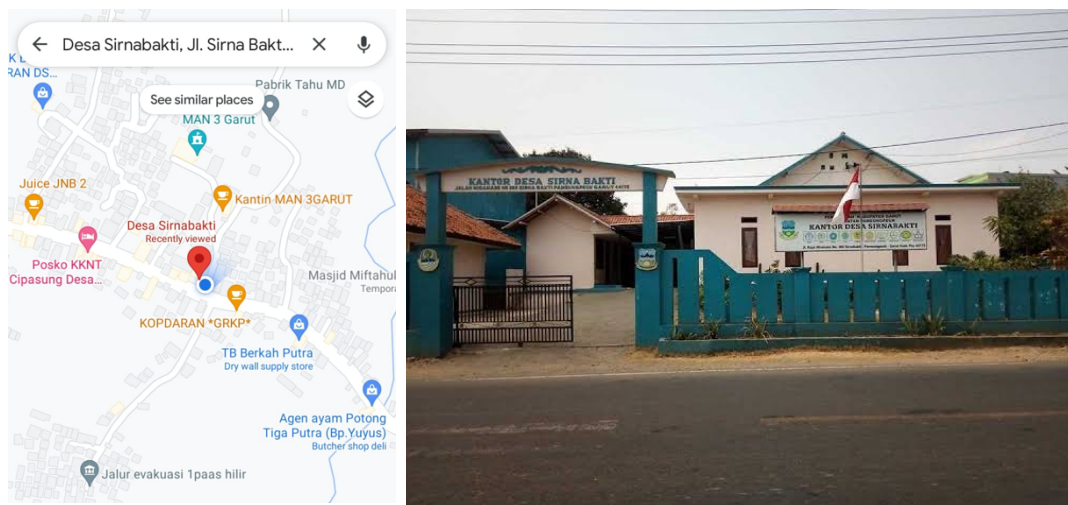 Desa Sirnabakti, Jl. Sirna Bakt...
RAN DS...
Pabrik Tahu MD
See similar places
MAN 3 Garut
Juice JNB 2
Kantin MAN 3GARUT
Desa Sirnabakti
Recently viewed
Posko KKNT
Cipasung Desa...
Masjid Miftahul
Tempora
KOPDARAN *GRKP*
TB Berkah Putra
Dry wall supply store
Agen ayam Potong
Tiga Putra (Bp.Yuyus)
Butcher shop deli
Jalur evakuasi 1paas hilir
KANTOR DESA SIRNA BAKTI
KANTOR DESA SIRNABAKTI